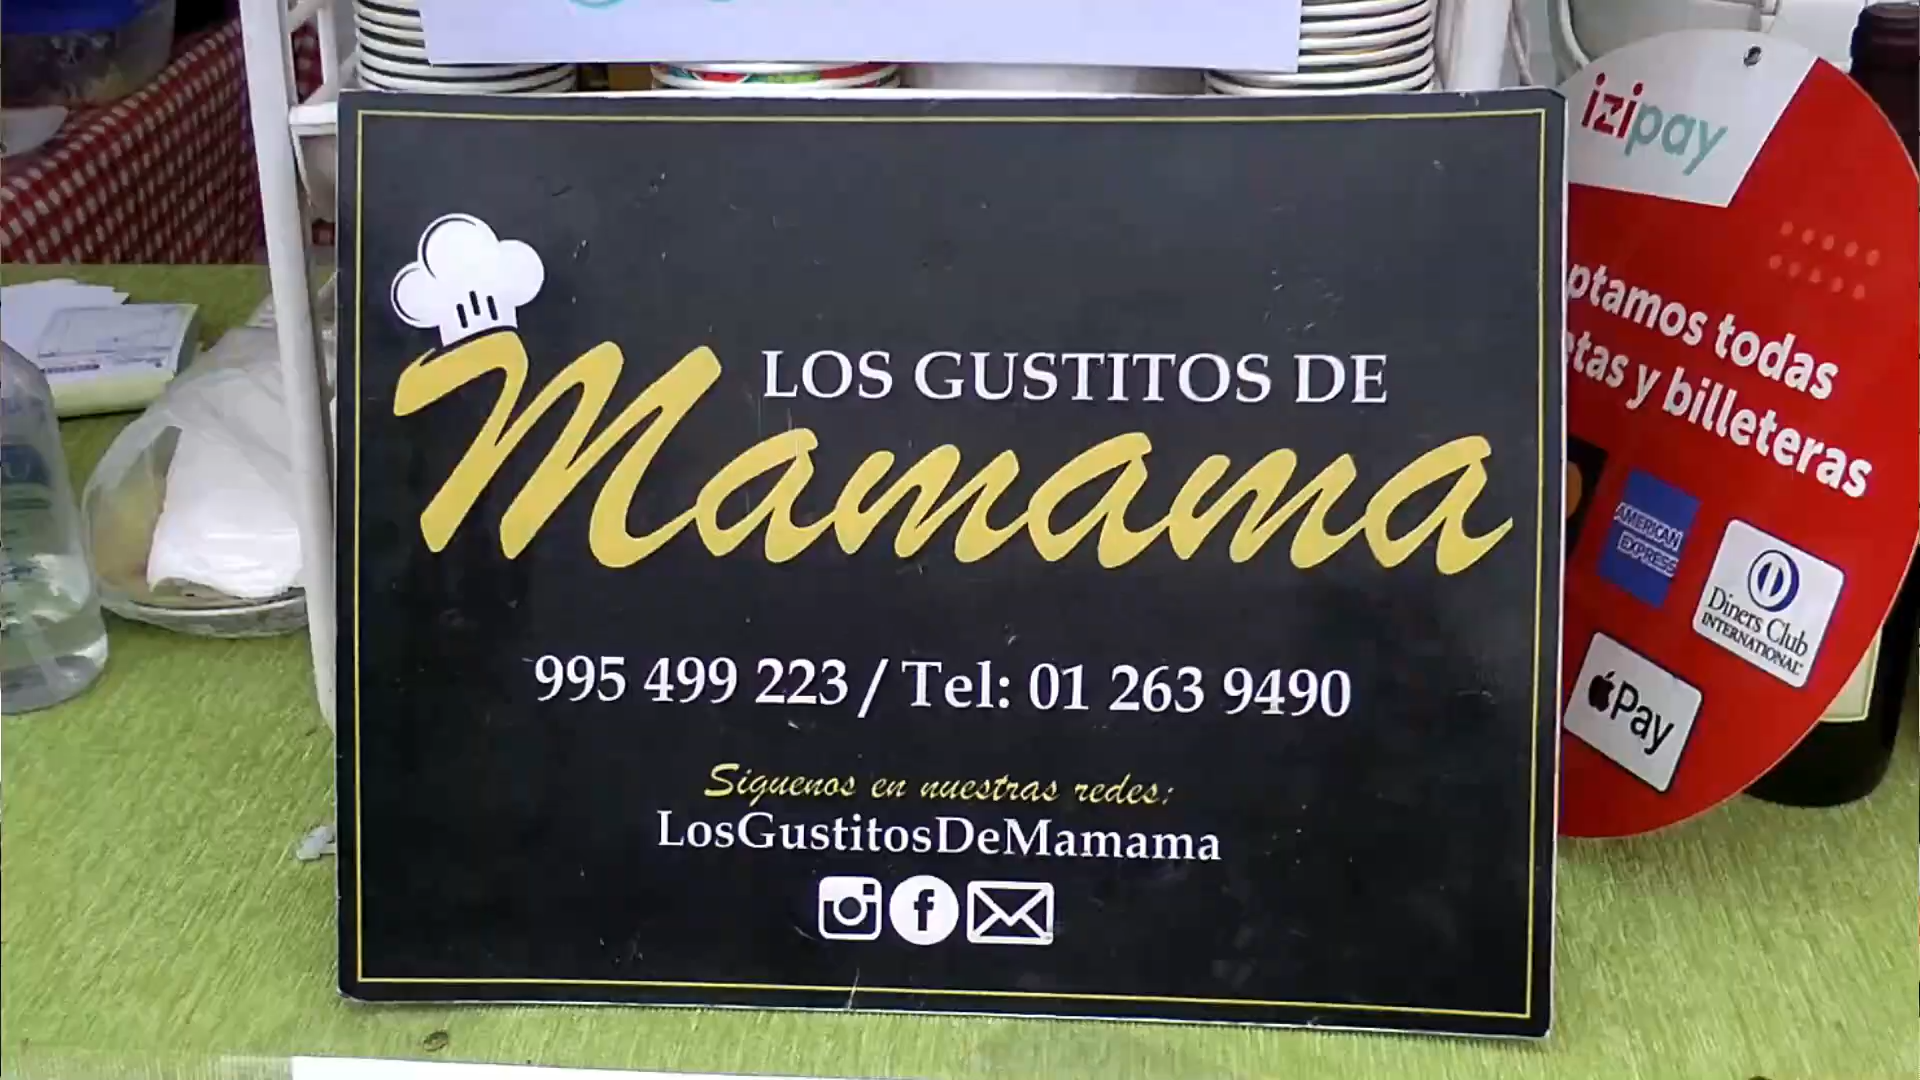 LOS GUSTITOS DE
Mamama
995 499 223 / Tel: 01 263 9490
Siguenos en nuestras redes:
LosGustitosDeMamama
izipay
ptamos todas
etas y billeteras
AMERICAN
EXPRESS
Diners Club
INTERNATIONAL
Pay